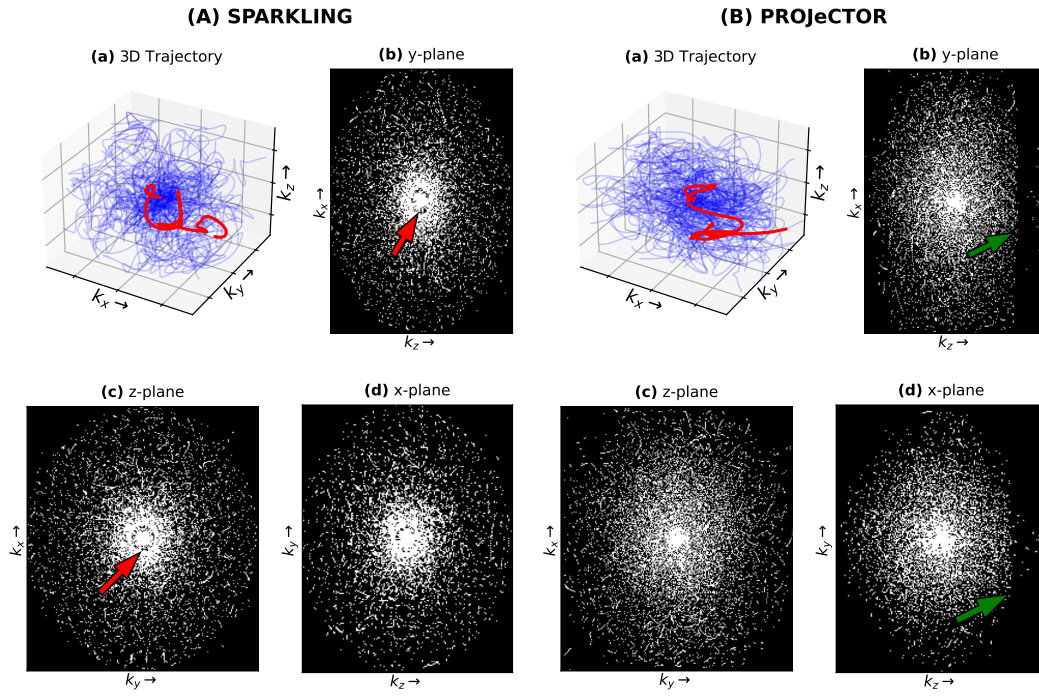 (A) SPARKLING
(B) PROJeCTOR
(a) 3D Trajectory
(b) y-plane
(a) 3D Trajectory
(b) y-plane
k_z →
k_x →
k_y →
k_x →
k_z →
k_z →
k_x →
k_y →
k_x →
k_z →
(c) z-plane
(d) x-plane
(c) z-plane
(d) x-plane
k_x →
k_y →
k_y →
k_z →
k_x →
k_y →
k_y →
k_z →